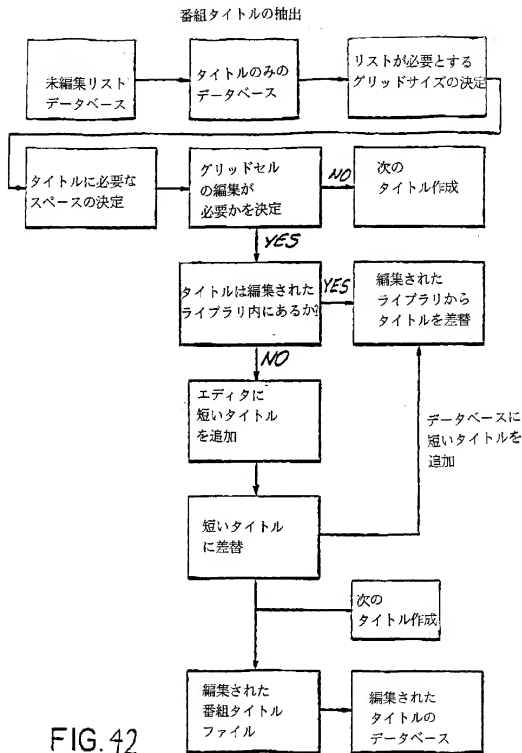 番組タイトルの抽出
未編集リスト
データベース
タイトルのみの
データベース
リストが必要とする
グリッドサイズの決定
タイトルに必要な
スペースの決定
グリッドセル
の編集が
必要かを決定
NO
次の
タイトル作成
YES
タイトルは編集された
ライブラリ内にあるか?
YES
編集された
ライブラリから
タイトルを差替
NO
エディタに
短いタイトル
を追加
データベースに
短いタイトルを
追加
短いタイトル
に差替
次の
タイトル作成
編集された
番組タイトル
ファイル
編集された
タイトルの
データベース
FIG. 42